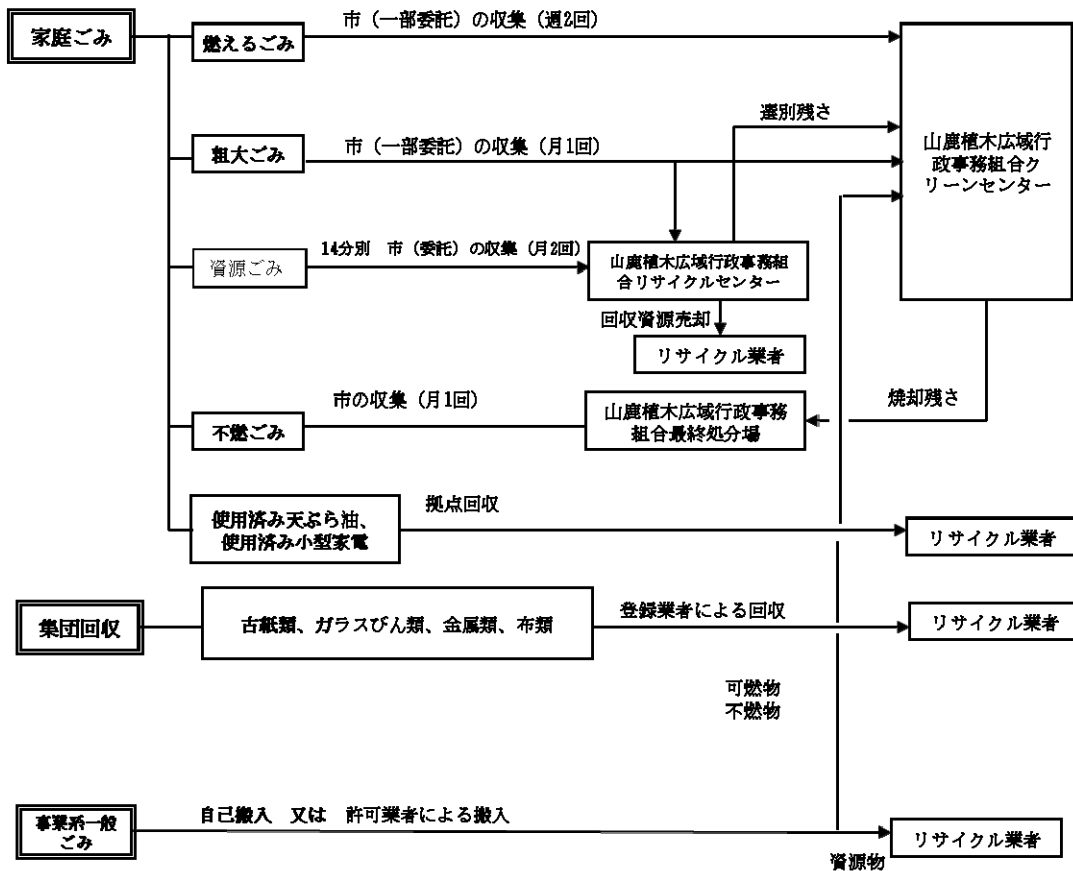 家庭ごみ
燃えるごみ
市（一部委託）の収集（週2回）
山鹿植木広域行
政事務組合ク
リーンセンター
選別残さ
粗大ごみ
市（一部委託）の収集（月1回）
資源ごみ
14分別　市（委託）の収集（月2回）
山鹿植木広域行政事務組
合リサイクルセンター
回収資源売却
リサイクル業者
焼却残さ
不燃ごみ
市の収集（月1回）
山鹿植木広域行政事務
組合最終処分場
使用済み天ぷら油、
使用済み小型家電
拠点回収
リサイクル業者
集団回収
古紙類、ガラスびん類、金属類、布類
登録業者による回収
リサイクル業者
可燃物
不燃物
事業系一般
ごみ
自己搬入　又は　許可業者による搬入
リサイクル業者
資源物